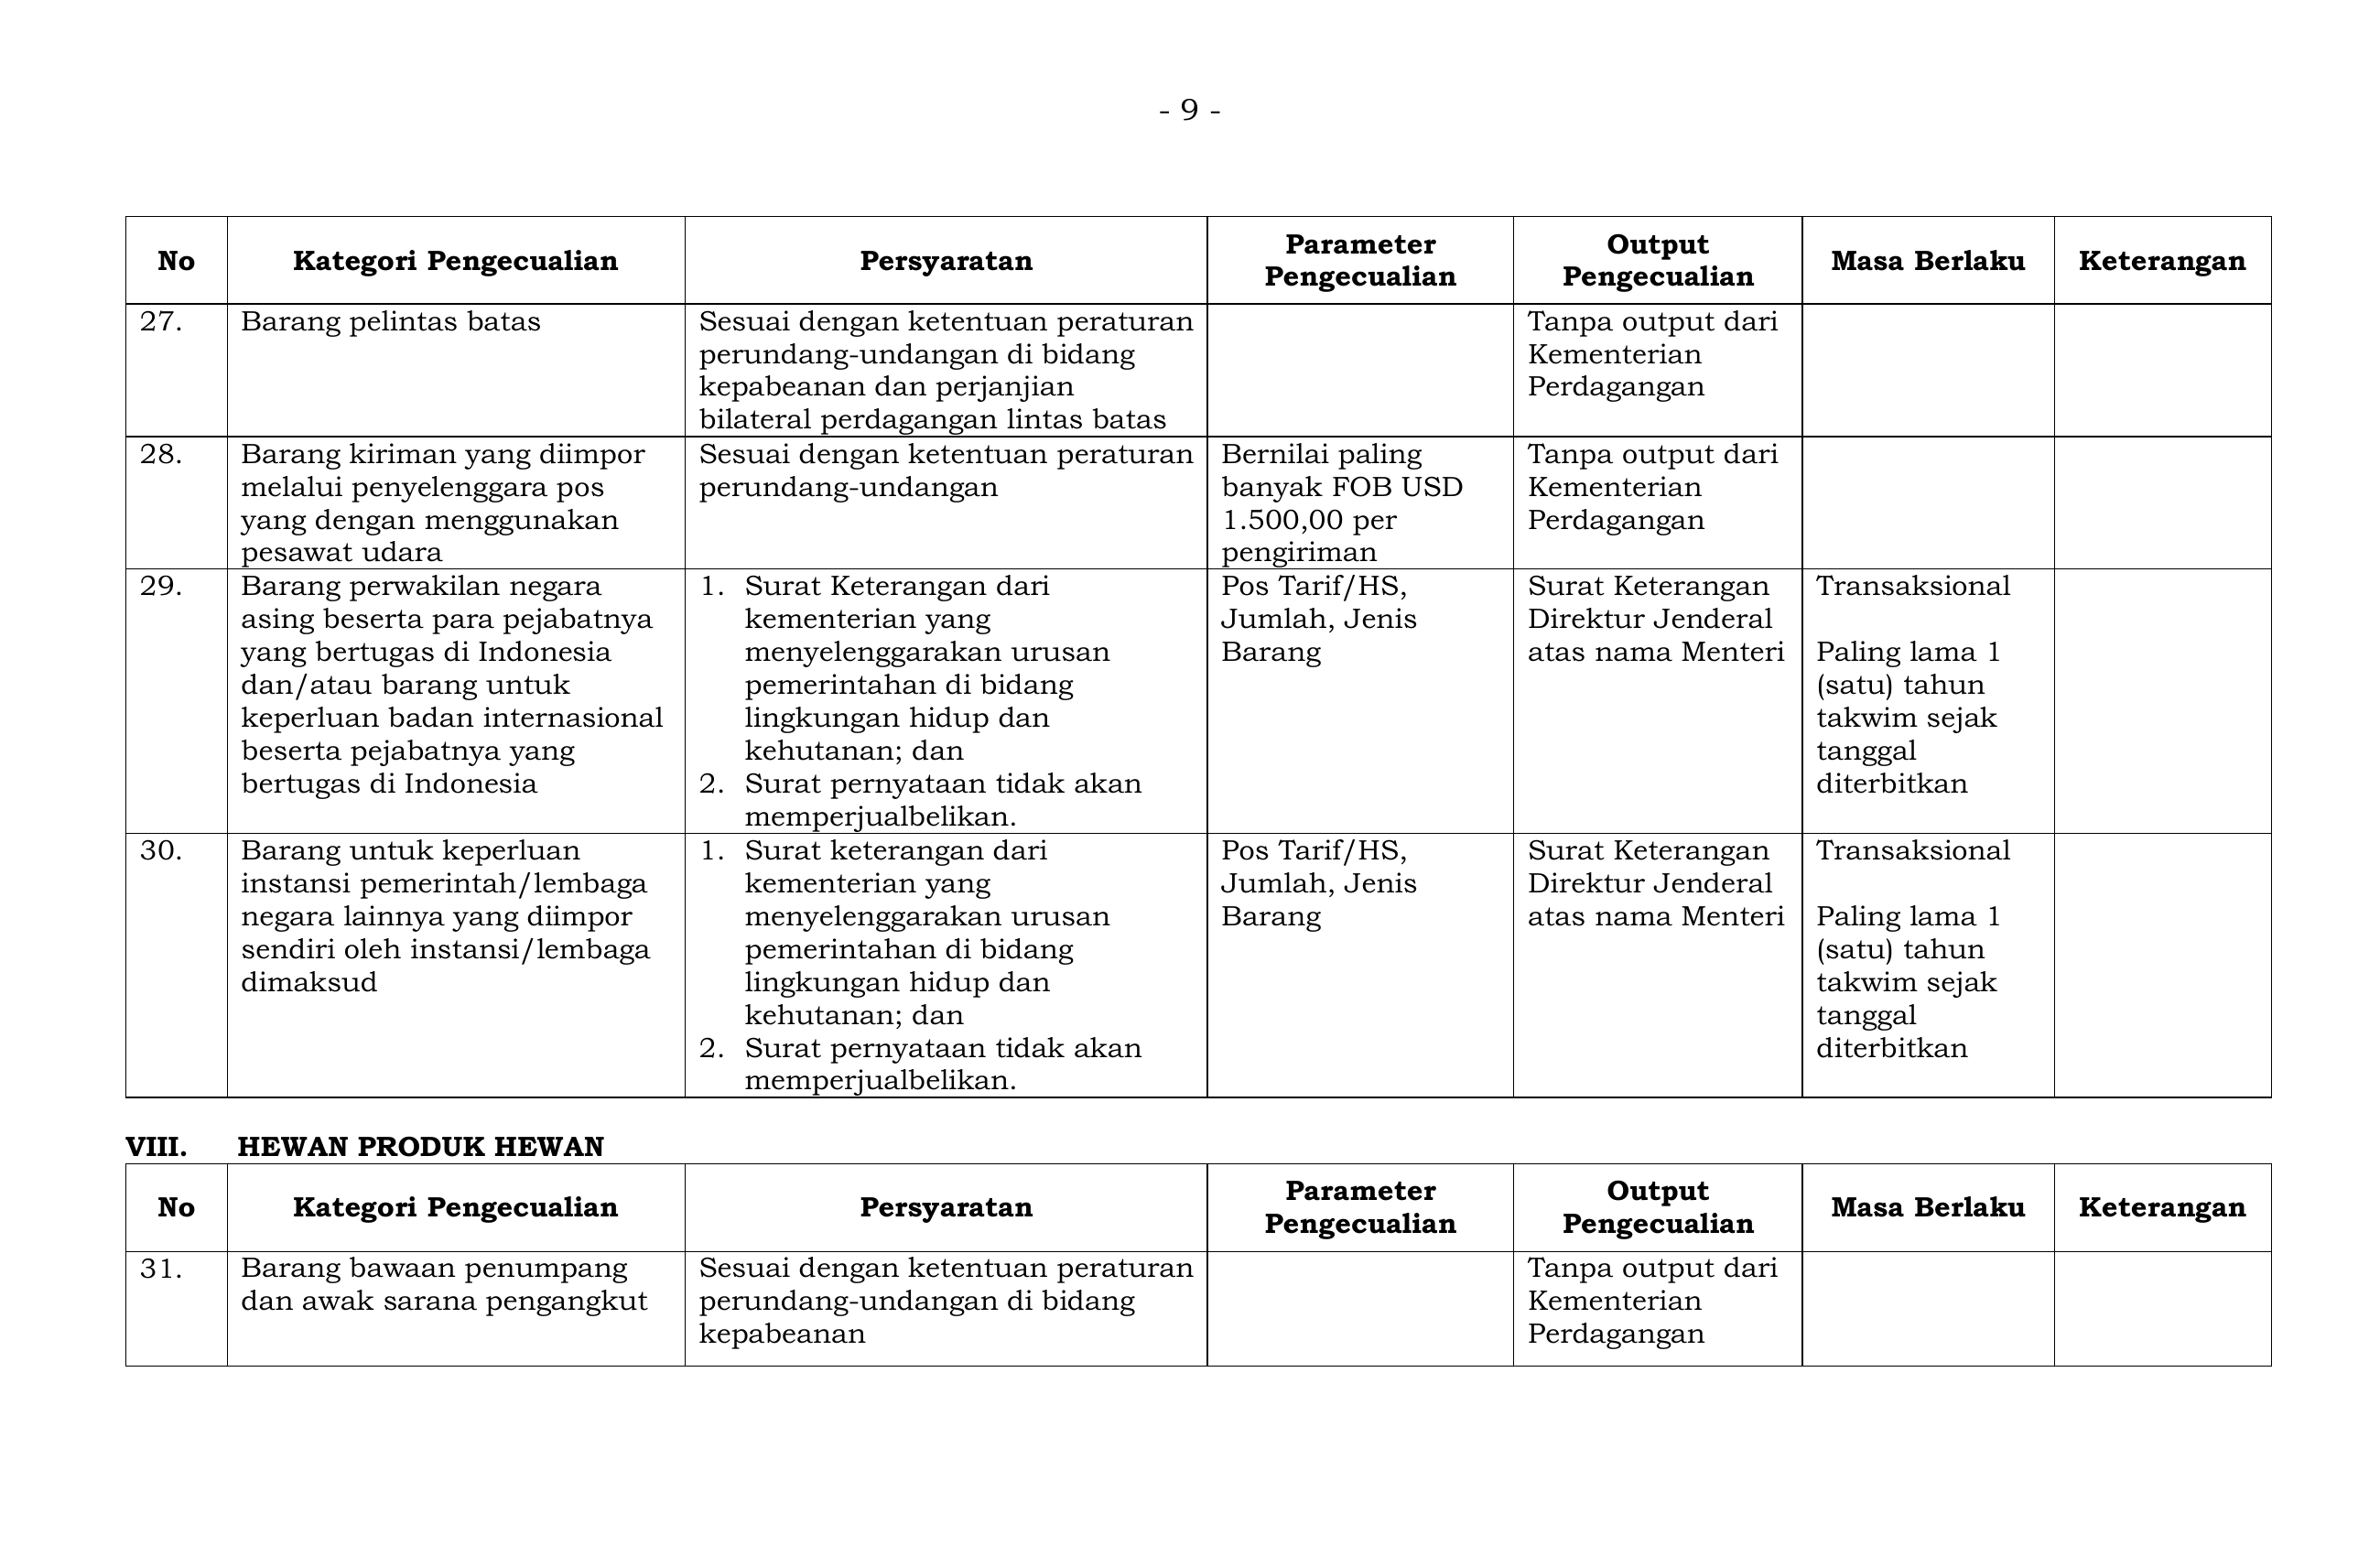 - 9 -
No
Kategori Pengecualian
Persyaratan
Parameter
Pengecualian
Output
Pengecualian
Masa Berlaku
Keterangan
27.
Barang pelintas batas
Sesuai dengan ketentuan peraturan
perundang-undangan di bidang
kepabeanan dan perjanjian
bilateral perdagangan lintas batas
Tanpa output dari
Kementerian
Perdagangan
28.
Barang kiriman yang diimpor
melalui penyelenggara pos
yang dengan menggunakan
pesawat udara
Sesuai dengan ketentuan peraturan
perundang-undangan
Bernilai paling
banyak FOB USD
1.500,00 per
pengiriman
Tanpa output dari
Kementerian
Perdagangan
29.
Barang perwakilan negara
asing beserta para pejabatnya
yang bertugas di Indonesia
dan/atau barang untuk
keperluan badan internasional
beserta pejabatnya yang
bertugas di Indonesia
1. Surat Keterangan dari
kementerian yang
menyelenggarakan urusan
pemerintahan di bidang
lingkungan hidup dan
kehutanan; dan
2. Surat pernyataan tidak akan
memperjualbelikan.
Pos Tarif/HS,
Jumlah, Jenis
Barang
Surat Keterangan
Direktur Jenderal
atas nama Menteri
Transaksional
Paling lama 1
(satu) tahun
takwim sejak
tanggal
diterbitkan
30.
Barang untuk keperluan
instansi pemerintah/lembaga
negara lainnya yang diimpor
sendiri oleh instansi/lembaga
dimaksud
1. Surat keterangan dari
kementerian yang
menyelenggarakan urusan
pemerintahan di bidang
lingkungan hidup dan
kehutanan; dan
2. Surat pernyataan tidak akan
memperjualbelikan.
Pos Tarif/HS,
Jumlah, Jenis
Barang
Surat Keterangan
Direktur Jenderal
atas nama Menteri
Transaksional
Paling lama 1
(satu) tahun
takwim sejak
tanggal
diterbitkan
VIII. HEWAN PRODUK HEWAN
No
Kategori Pengecualian
Persyaratan
Parameter
Pengecualian
Output
Pengecualian
Masa Berlaku
Keterangan
31.
Barang bawaan penumpang
dan awak sarana pengangkut
Sesuai dengan ketentuan peraturan
perundang-undangan di bidang
kepabeanan
Tanpa output dari
Kementerian
Perdagangan